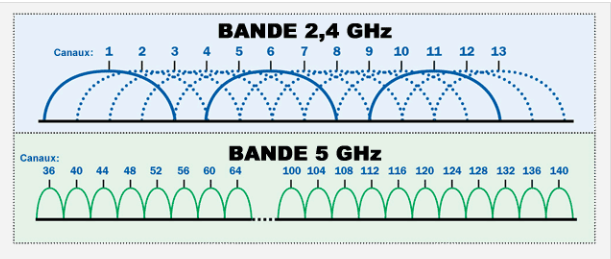 BANDE 2,4 GHz
Canaux: 1 2 3 4 5 6 7 8 9 10 11 12 13
BANDE 5 GHz
Canaux:
36 40 44 48 52 56 60 64 100 104 108 112 116 120 124 128 132 136 140